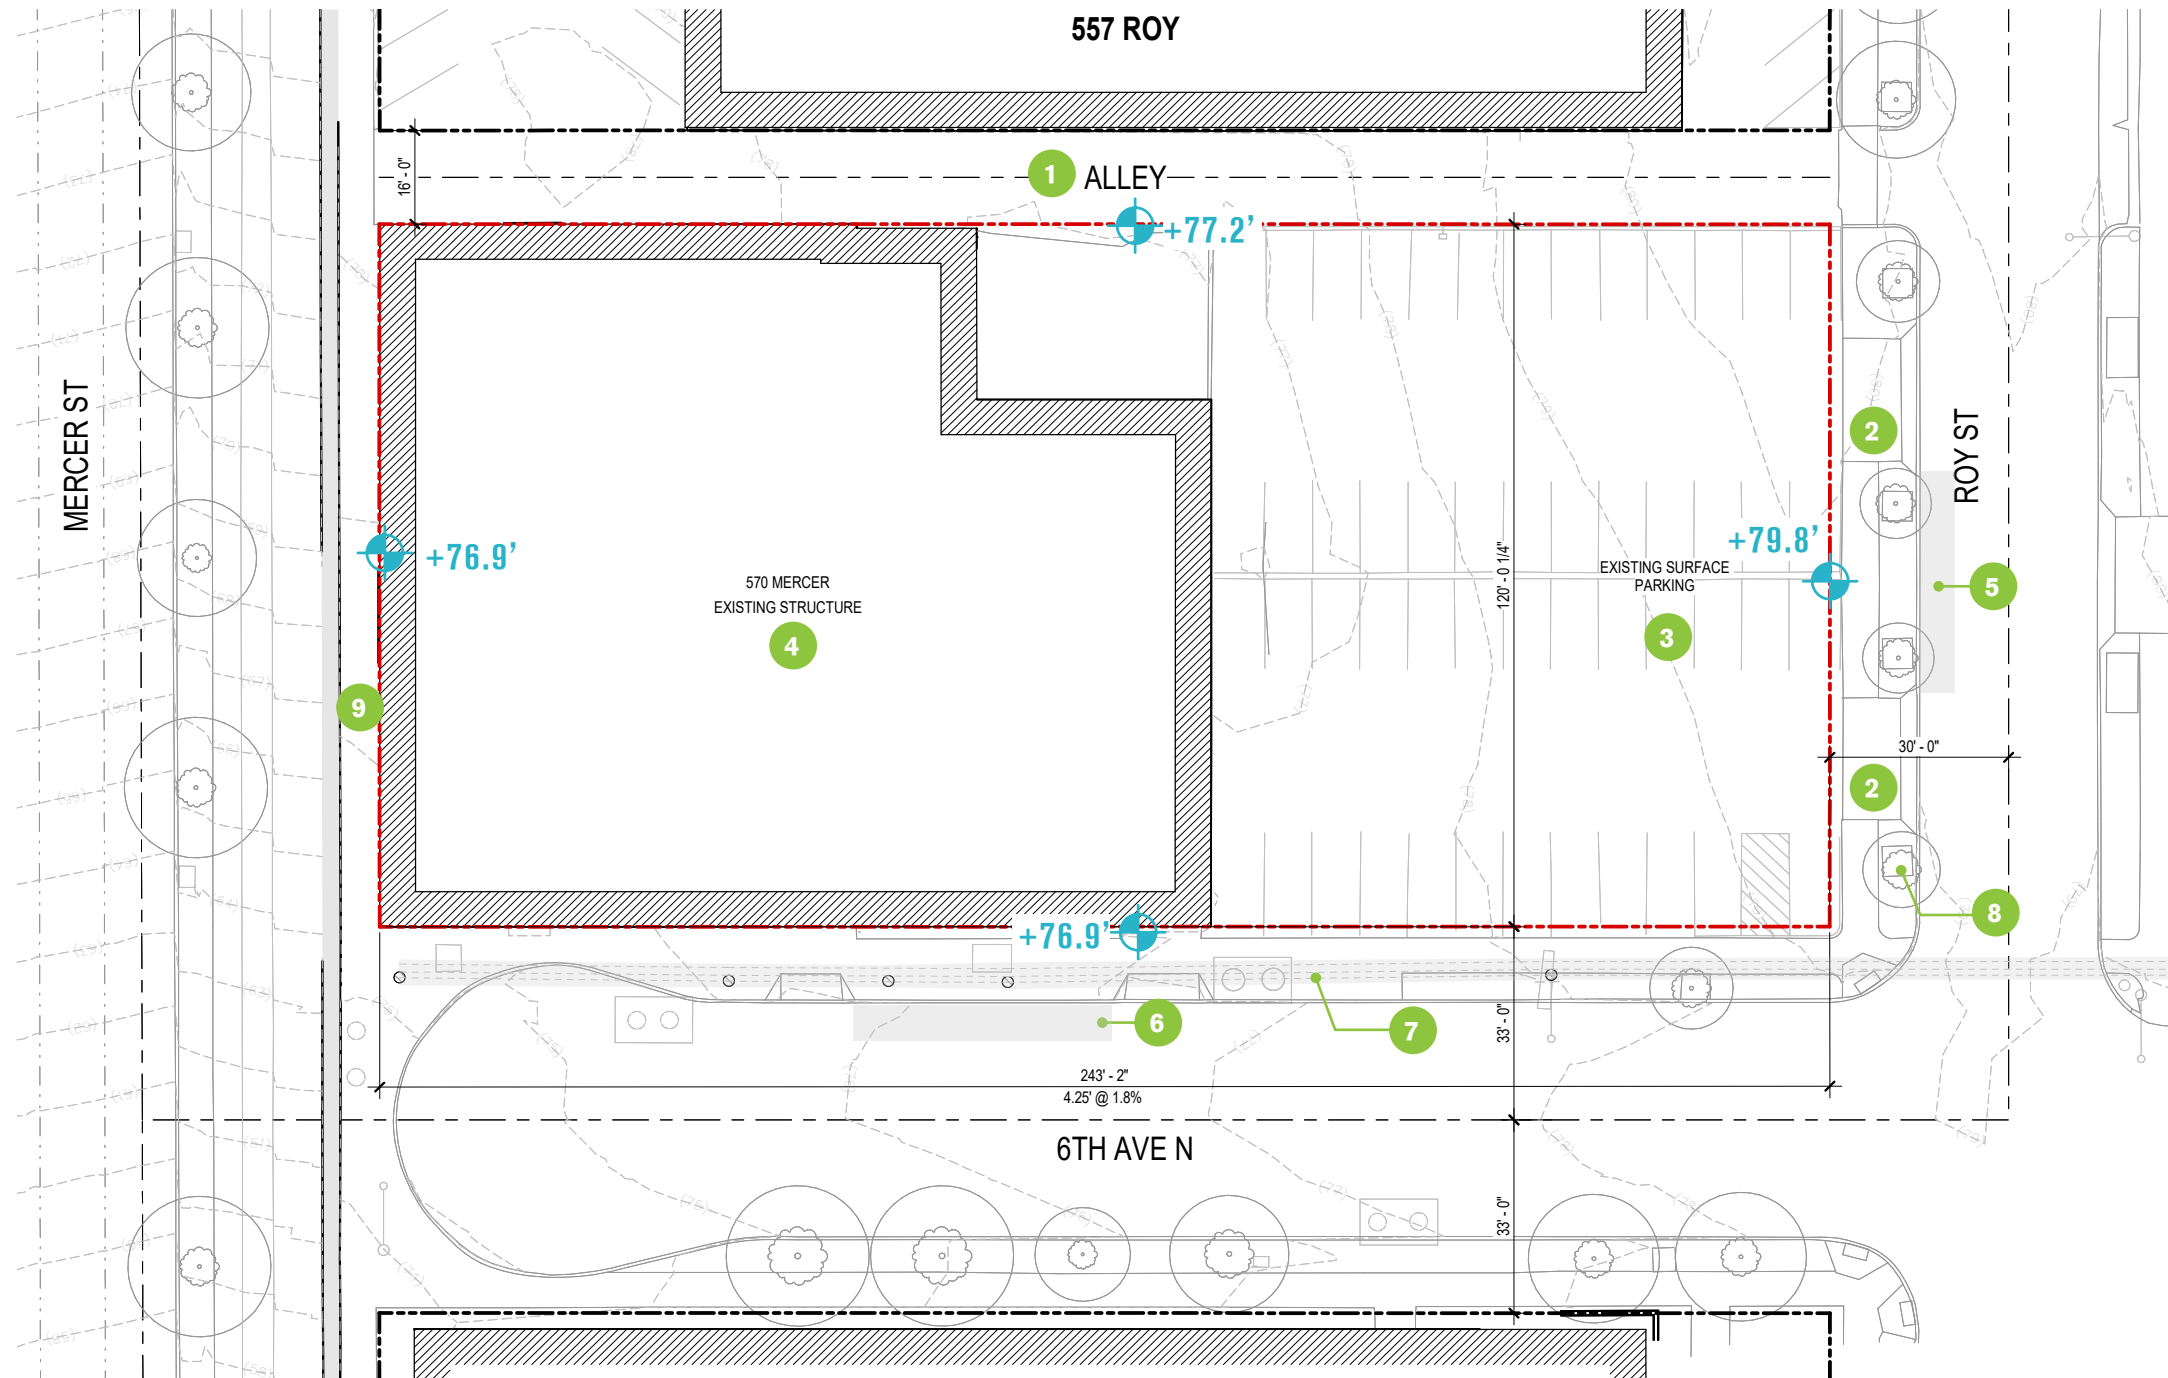 557 ROY
16' - 0"
1
ALLEY
+77.2'
MERCER ST
ROY ST
2
+76.9'
+79.8'
570 MERCER
EXISTING STRUCTURE
4
120' - 0 1/4"
EXISTING SURFACE
PARKING
3
5
9
30' - 0"
2
8
+76.9'
6
7
33' - 0"
243' - 2"
4.25' @ 1.8%
6TH AVE N
33' - 0"